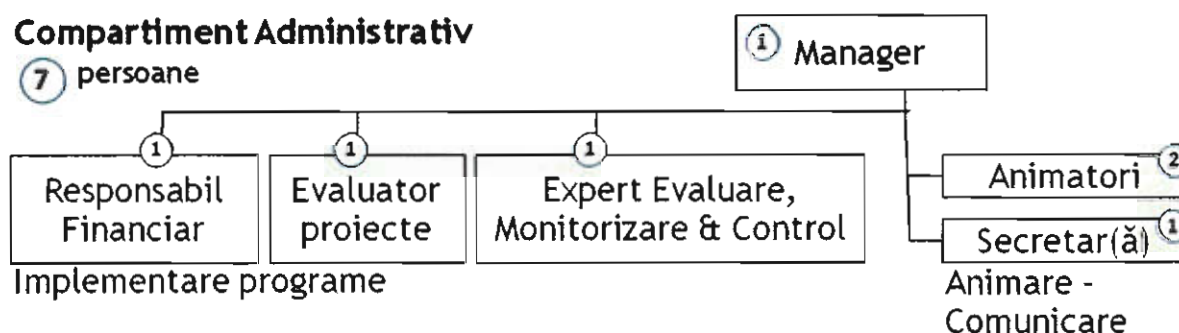 Compartiment Administrativ
7 persoane
1 Manager
1
1
1
Responsabil
Financiar
Evaluator
proiecte
Expert Evaluare,
Monitorizare & Control
Animatori 2
Secretar(ă) 1
Implementare programe
Animare -
Comunicare